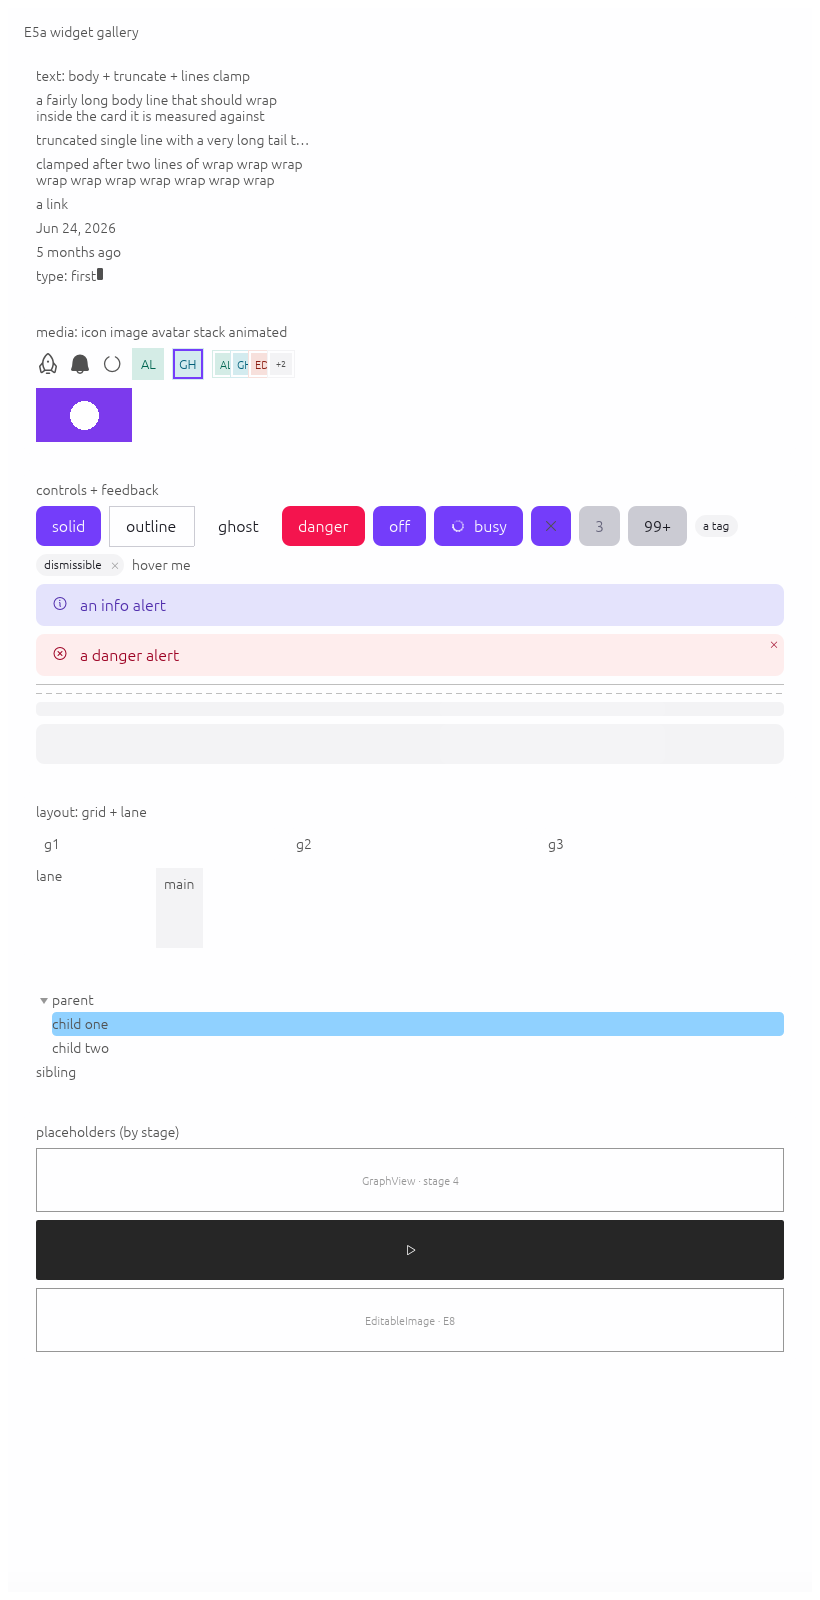 E5a widget gallery
text: body + truncate + lines clamp
a fairly long body line that should wrap
inside the card it is measured against
truncated single line with a very long tail t…
clamped after two lines of wrap wrap wrap
wrap wrap wrap wrap wrap wrap wrap
a link
Jun 24, 2026
5 months ago
type: first
media: icon image avatar stack animated
AL GH AL GH ED +2
controls + feedback
solid outline ghost danger off busy 3 99+ a tag
dismissible hover me
an info alert
a danger alert
layout: grid + lane
g1 g2 g3
lane main
parent
child one
child two
sibling
placeholders (by stage)
GraphView · stage 4
EditableImage · E8